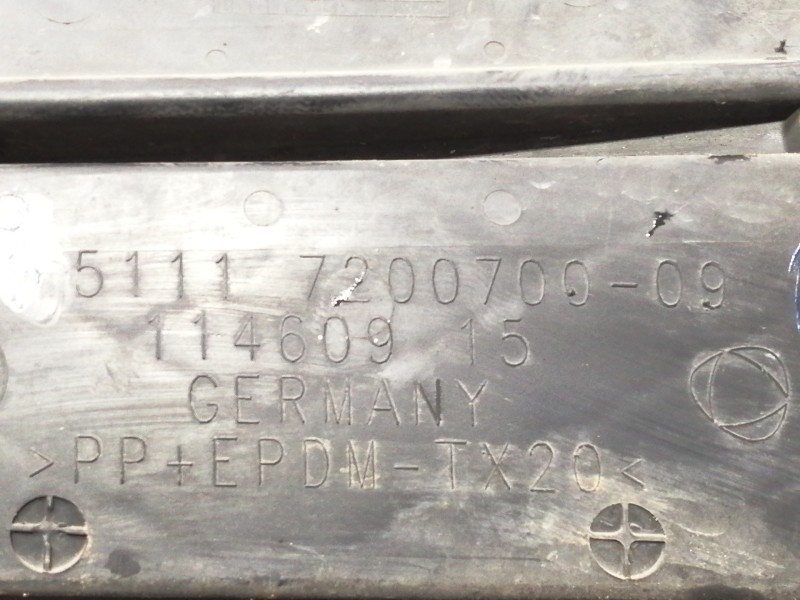 5111 7200700-09
114609 15
GERMANY
>PP+EPDM-TX20<